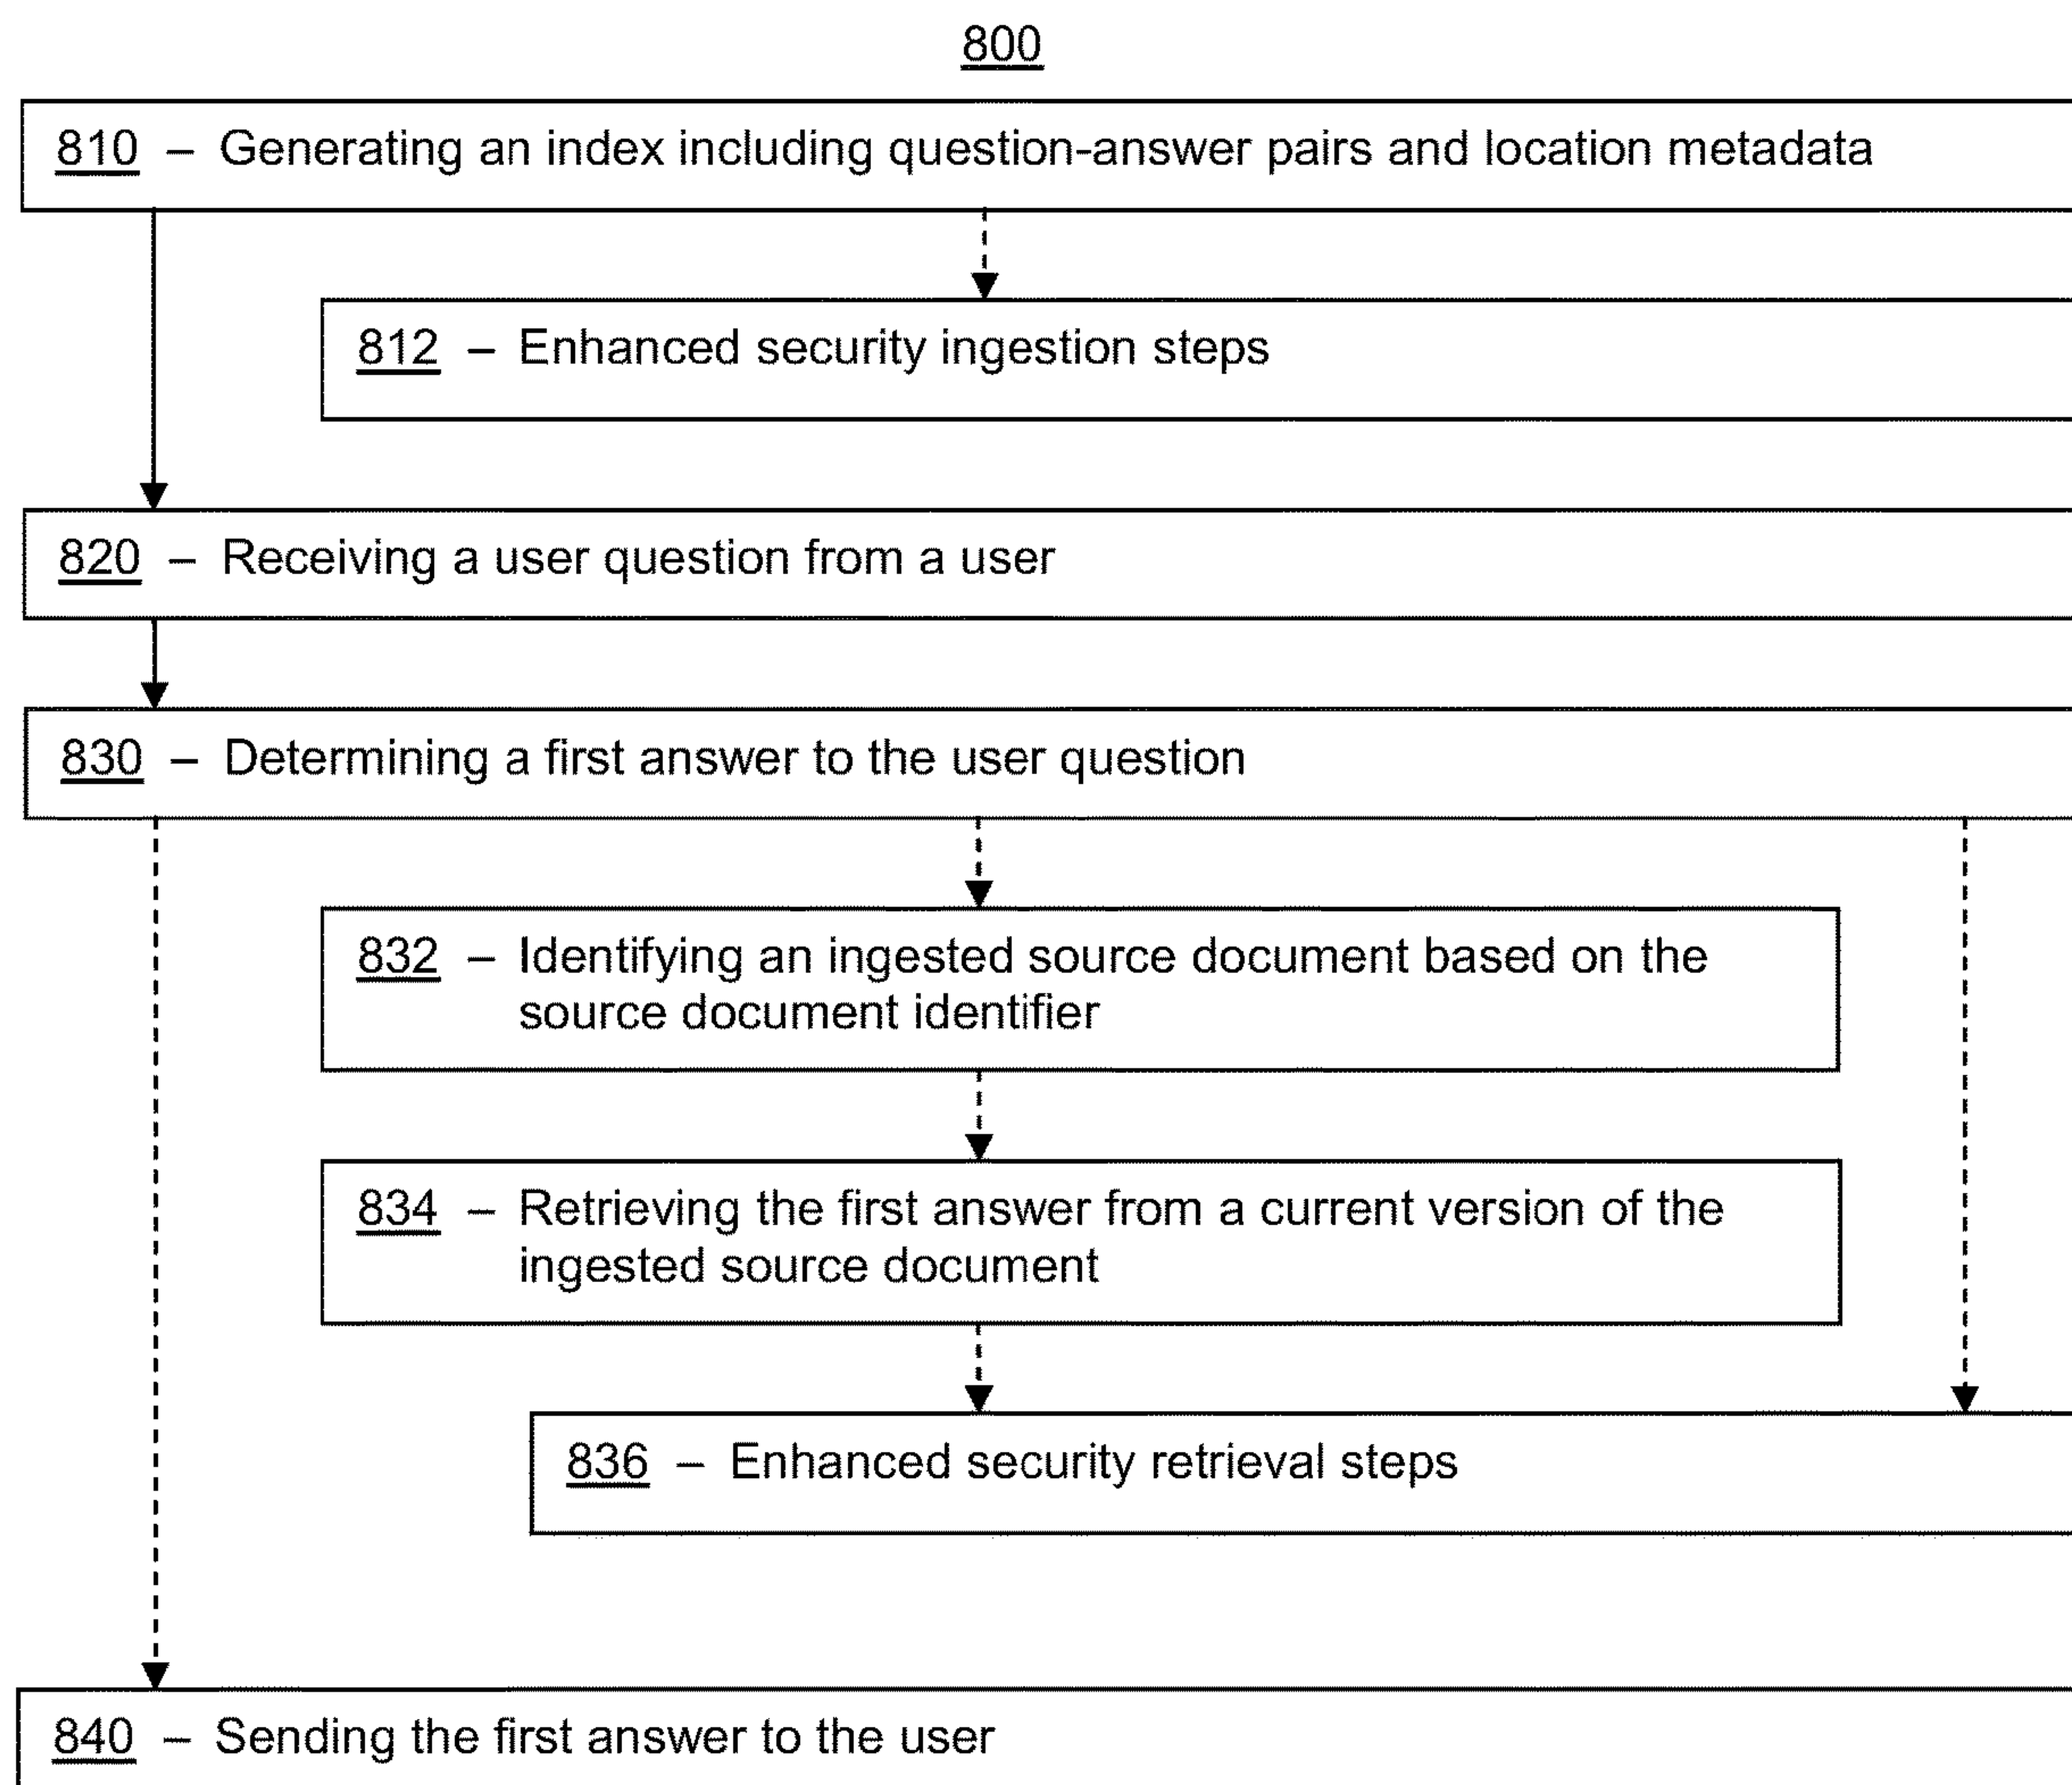 800
810 – Generating an index including question-answer pairs and location metadata
812 – Enhanced security ingestion steps
820 – Receiving a user question from a user
830 – Determining a first answer to the user question
832 – Identifying an ingested source document based on the
source document identifier
834 – Retrieving the first answer from a current version of the
ingested source document
836 – Enhanced security retrieval steps
840 – Sending the first answer to the user